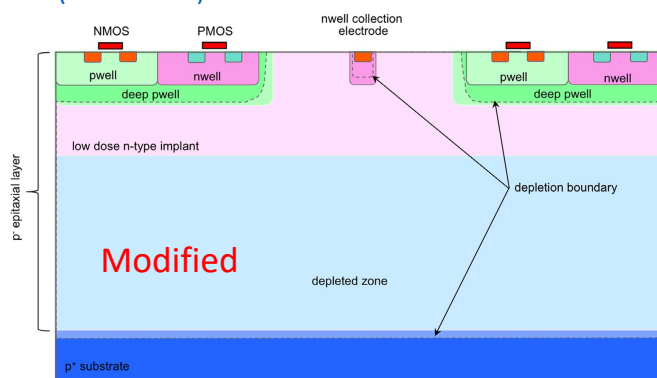 NMOS
PMOS
nwell collection
electrode
pwell
nwell
pwell
nwell
deep pwell
deep pwell
low dose n-type implant
p- epitaxial layer
depletion boundary
Modified
depleted zone
p+ substrate